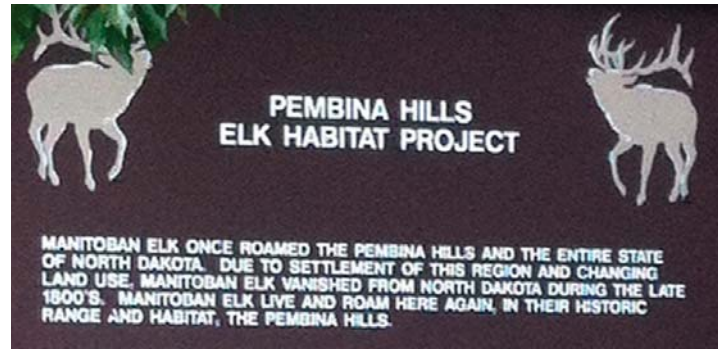 PEMBINA HILLS
ELK HABITAT PROJECT
MANITOBAN ELK ONCE ROAMED THE PEMBINA HILLS AND THE ENTIRE STATE
OF NORTH DAKOTA. DUE TO SETTLEMENT OF THIS REGION AND CHANGING
LAND USE, MANITOBAN ELK VANISHED FROM NORTH DAKOTA DURING THE LATE
1800'S. MANITOBAN ELK LIVE AND ROAM HERE AGAIN, IN THEIR HISTORIC
RANGE AND HABITAT, THE PEMBINA HILLS.